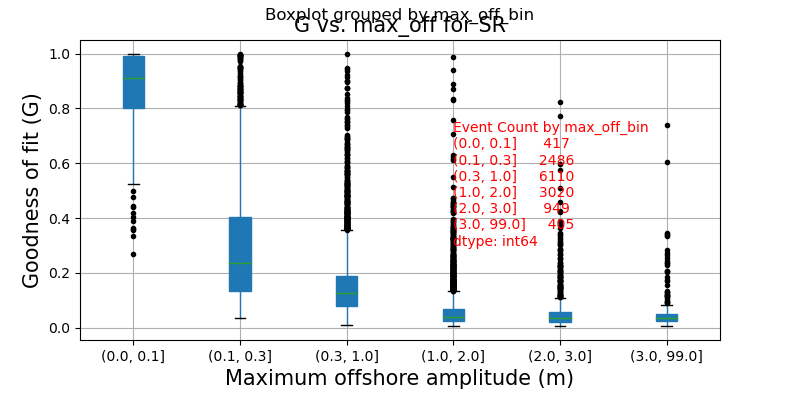 Boxplot grouped by max_off_bin
G vs. max_off for SR
Goodness of fit (G)
1.0
0.8
0.6
0.4
0.2
0.0
Event Count by max_off_bin
(0.0, 0.1] 417
(0.1, 0.3] 2486
(0.3, 1.0] 6110
(1.0, 2.0] 3020
(2.0, 3.0] 949
(3.0, 99.0]
dtype: int64
(0.0, 0.1]
(0.1, 0.3]
(0.3, 1.0]
(1.0, 2.0]
(2.0, 3.0]
(3.0, 99.0]
Maximum offshore amplitude (m)